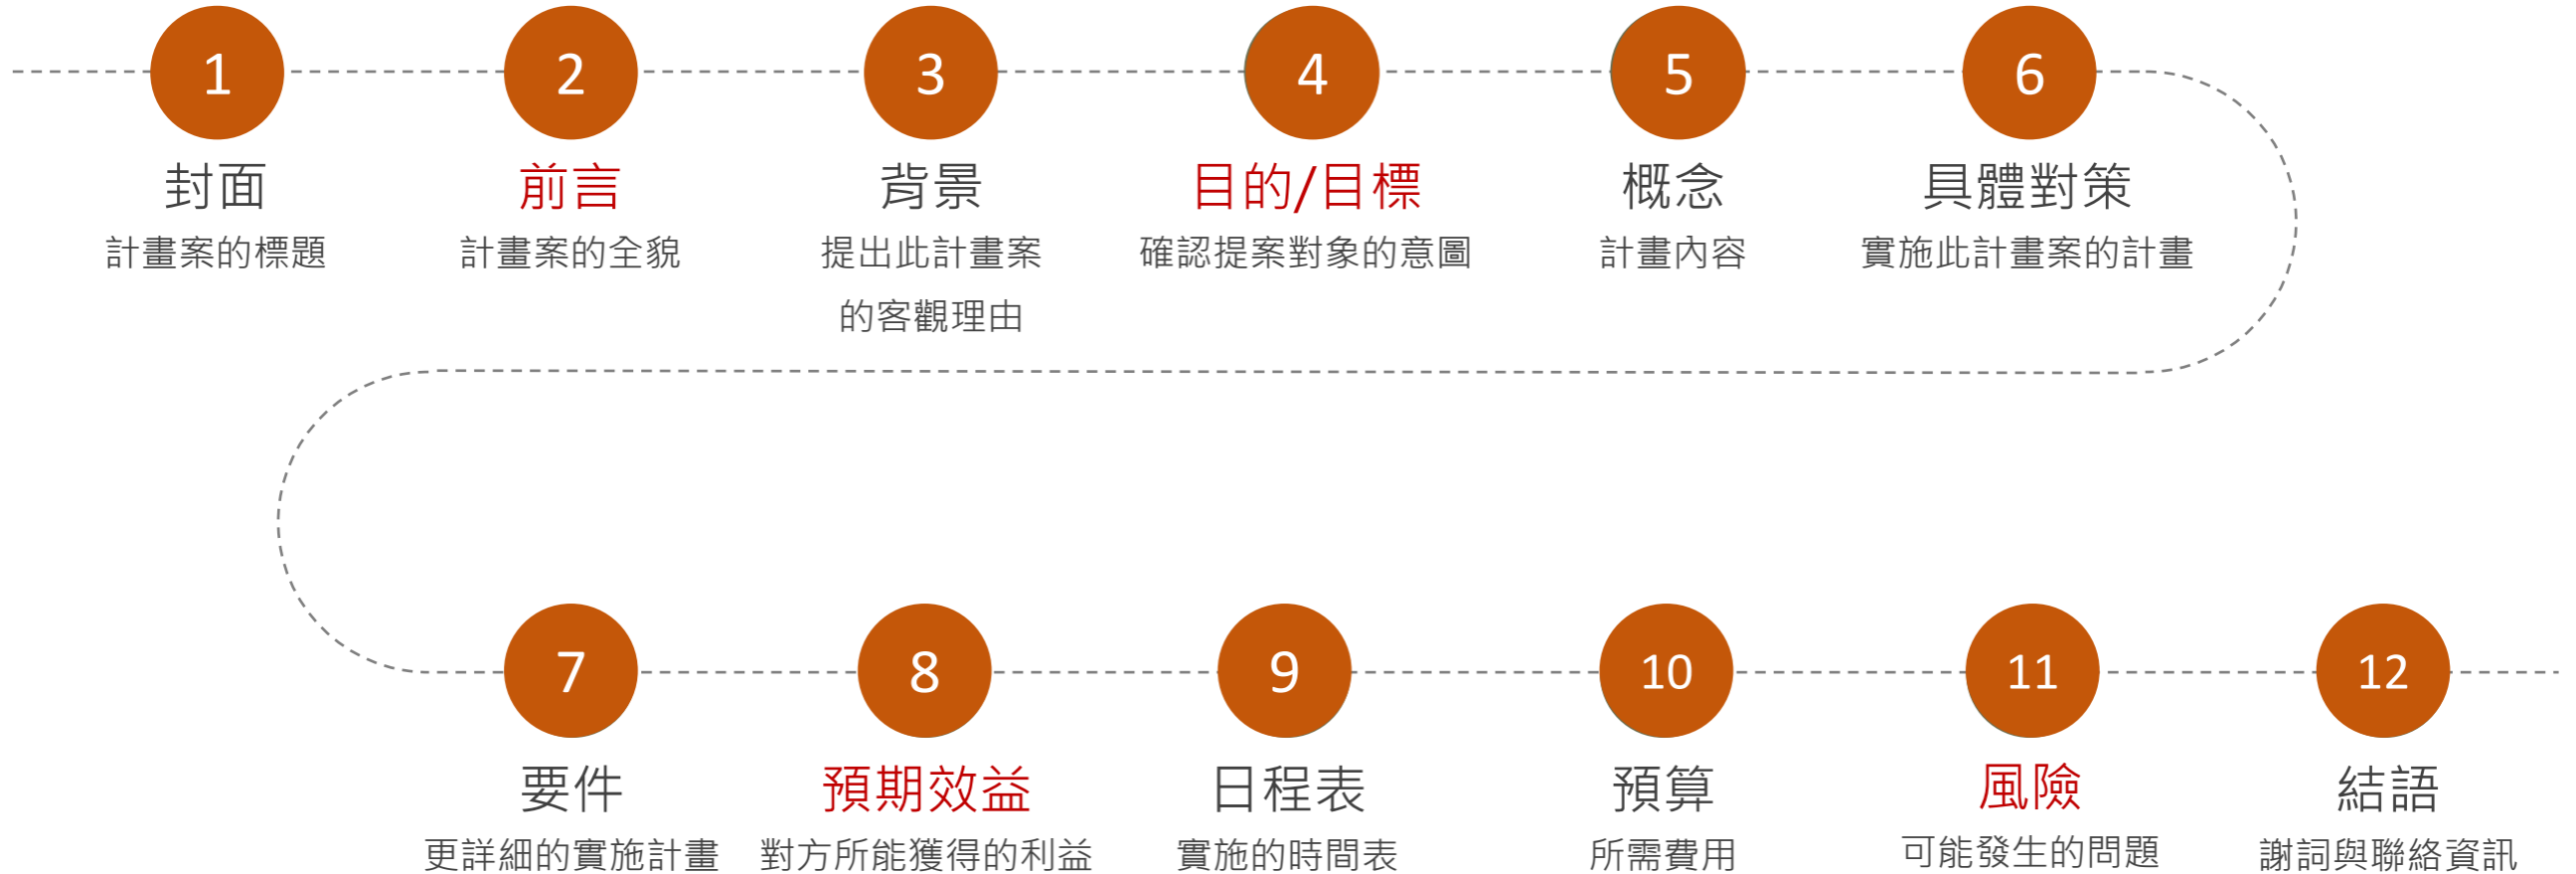 1
封面
計畫案的標題
2
前言
計畫案的全貌
3
背景
提出此計畫案
的客觀理由
4
目的/目標
確認提案對象的意圖
5
概念
計畫內容
6
具體對策
實施此計畫案的計畫
7
要件
更詳細的實施計畫
8
預期效益
對方所能獲得的利益
9
日程表
實施的時間表
10
預算
所需費用
11
風險
可能發生的問題
12
結語
謝詞與聯絡資訊